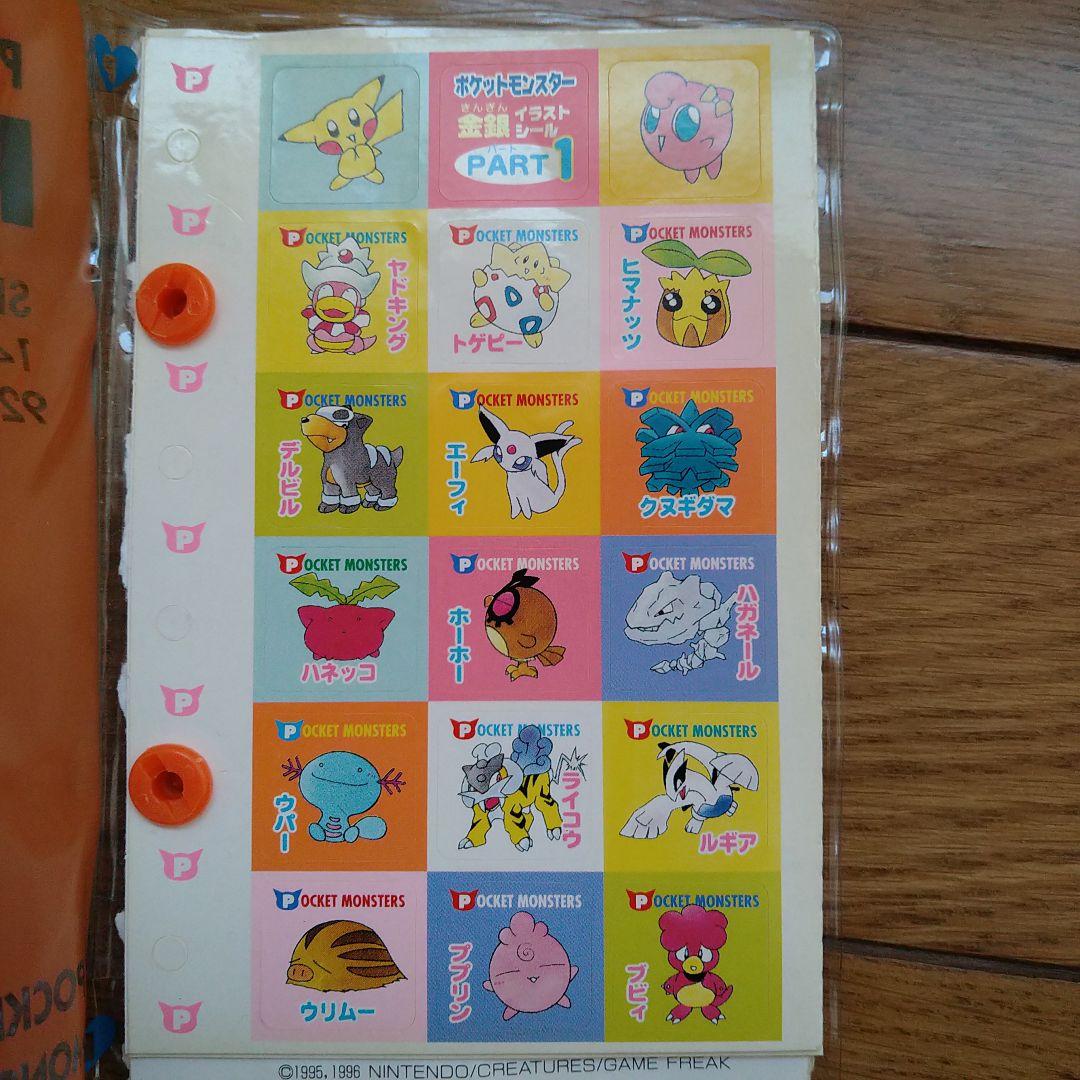 ポケットモンスター
きんぎん
金銀 イラスト
シール
パート
PART 1
POCKET MONSTERS
ヤドキング
POCKET MONSTERS
トゲピー
POCKET MONSTERS
ヒマナッツ
POCKET MONSTERS
デルビル
POCKET MONSTERS
エーフィ
POCKET MONSTERS
クヌギダマ
POCKET MONSTERS
ハネッコ
POCKET MONSTERS
ホーホー
POCKET MONSTERS
ハガネール
POCKET MONSTERS
ウパー
POCKET MONSTERS
ライコウ
POCKET MONSTERS
ルギア
POCKET MONSTERS
ウリムー
POCKET MONSTERS
ププリン
POCKET MONSTERS
ブビィ
P
P
P
P
P
P
P
©1995, 1996 NINTENDO/CREATURES/GAME FREAK